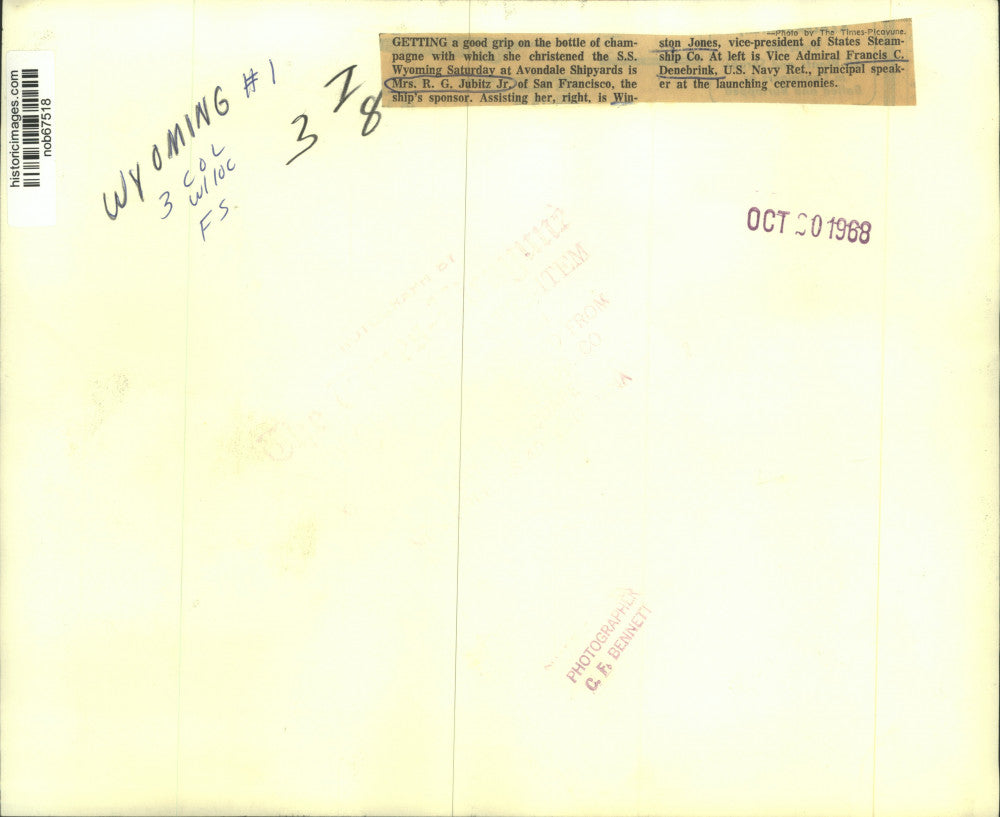 historicimages.com
nob67518
WYOMING #1
3 COL
W/10C
F.S.
3
8
—Photo by The Times-Picayune.
GETTING a good grip on the bottle of cham-
pagne with which she christened the S.S.
Wyoming Saturday at Avondale Shipyards is
Mrs. R. G. Jubitz Jr. of San Francisco, the
ship's sponsor. Assisting her, right, is Win-
ston Jones, vice-president of States Steam-
ship Co. At left is Vice Admiral Francis C.
Denebrink, U.S. Navy Ret., principal speak-
er at the launching ceremonies.
OCT 20 1968
ITEM
FROM
CO
PHOTOGRAPHER
C. F. BENNETT